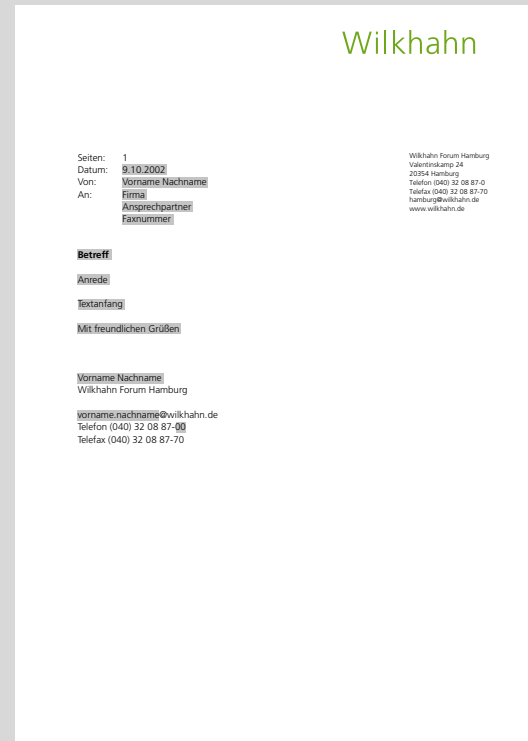 Wilkhahn
Seiten: 1
Datum: 9.10.2002
Von: Vorname Nachname
An: Firma
Ansprechpartner
Faxnummer
Wilkhahn Forum Hamburg
Valentinskamp 24
20354 Hamburg
Telefon (040) 32 08 87-0
Telefax (040) 32 08 87-70
hamburg@wilkhahn.de
www.wilkhahn.de
Betreff
Anrede
Textanfang
Mit freundlichen Grüßen
Vorname Nachname
Wilkhahn Forum Hamburg
vorname.nachname@wilkhahn.de
Telefon (040) 32 08 87-00
Telefax (040) 32 08 87-70